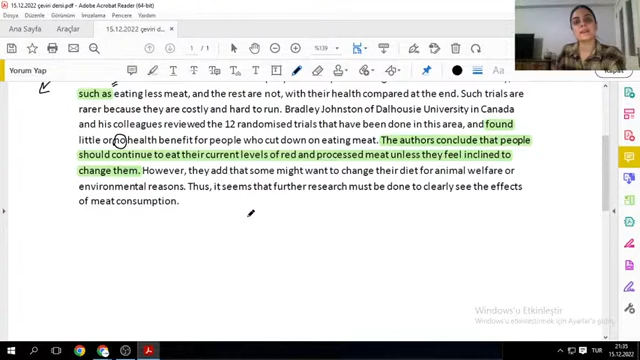 15.12.2022 çeviri dersi.pdf - Adobe Acrobat Reader (64-bit)
Dosya Düzenle Görünüm İmzala Pencere Yardım
Ana Sayfa Araçlar 15.12.2022 çeviri der...
1 / 1 %139
Yorum Yap Kapat
such as eating less meat, and the rest are not, with their health compared at the end. Such trials are
rarer because they are costly and hard to run. Bradley Johnston of Dalhousie University in Canada
and his colleagues reviewed the 12 randomised trials that have been done in this area, and found
little or no health benefit for people who cut down on eating meat. The authors conclude that people
should continue to eat their current levels of red and processed meat unless they feel inclined to
change them. However, they add that some might want to change their diet for animal welfare or
environmental reasons. Thus, it seems that further research must be done to clearly see the effects
of meat consumption.
Windows'u Etkinleştir
Windows'u etkinleştirmek için Ayarlar'a gidin.
TUR
21:35
15.12.2022